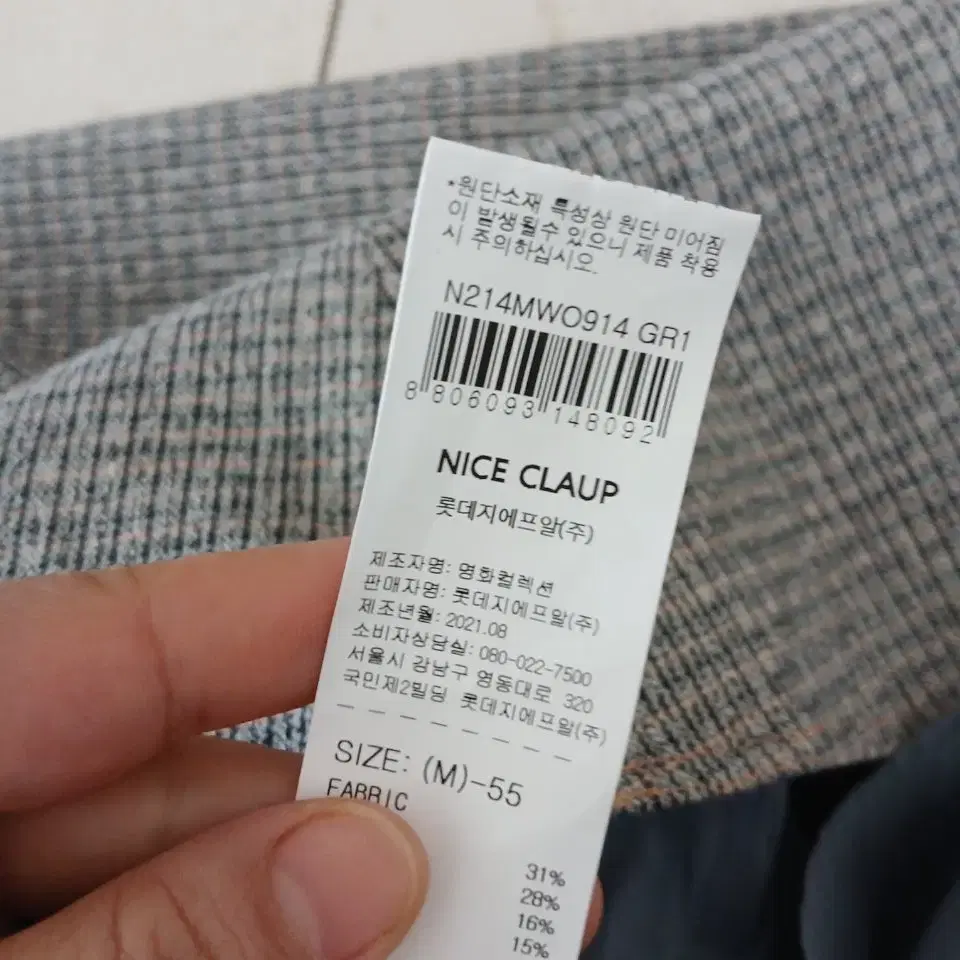 *원단소재 특성상 원단 미어짐
이 발생될수 있으니 제품 착용
시 주의하십시오.
N214MWO914 GR1
8 806093 148092
NICE CLAUP
롯데지에프알(주)
제조자명: 영화컬렉션
판매자명: 롯데지에프알(주)
제조년월: 2021.08
소비자상담실: 080-022-7500
서울시 강남구 영동대로 320
국민제2빌딩 롯데지에프알(주)
SIZE: (M)-55
FABRIC
31%
28%
16%
15%